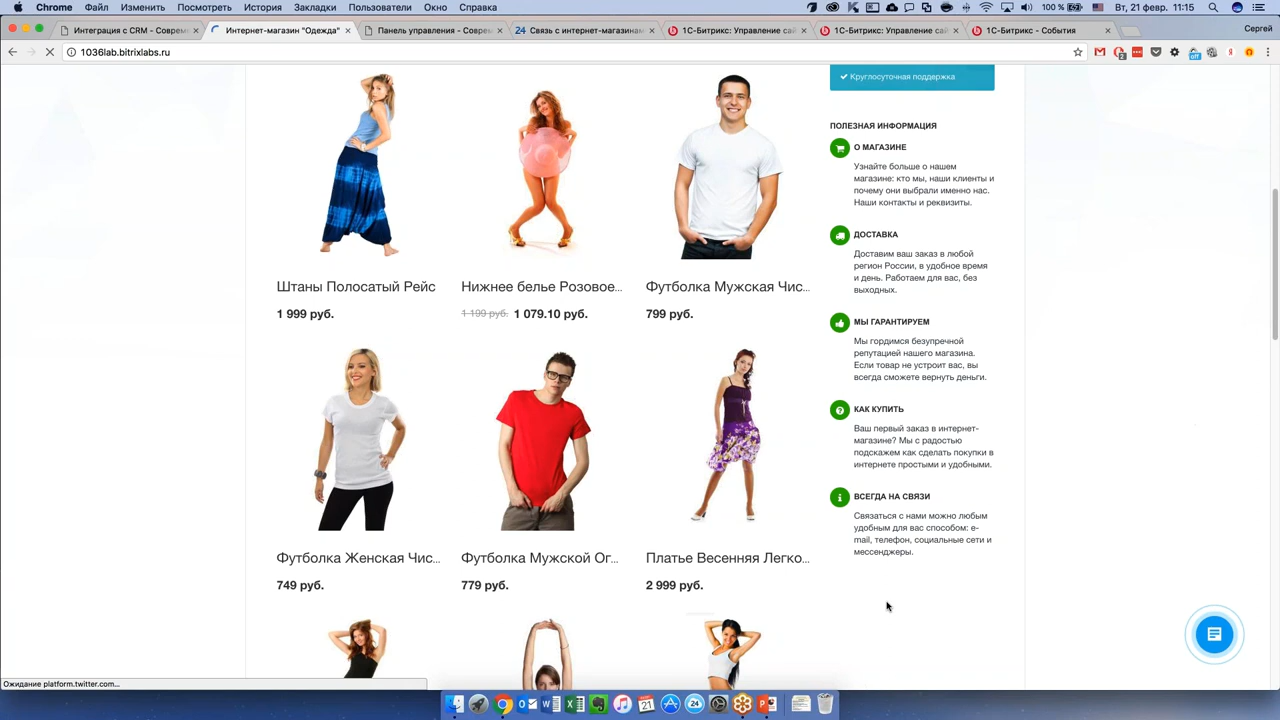 Chrome Файл Изменить Посмотреть История Закладки Пользователи Окно Справка
100 % Вт, 21 февр. 11:15
Интеграция с CRM - Соврем
Интернет-магазин "Одежда"
Панель управления - Соврем
24 Связь с интернет-магазинам
1С-Битрикс: Управление сай
1С-Битрикс: Управление сай
1С-Битрикс - События
Сергей
1036lab.bitrixlabs.ru
Круглосуточная поддержка
Штаны Полосатый Рейс
1 999 руб.
Нижнее белье Розовое...
1 199 руб. 1 079.10 руб.
Футболка Мужская Чис...
799 руб.
Футболка Женская Чис...
749 руб.
Футболка Мужской Ог...
779 руб.
Платье Весенняя Легко...
2 999 руб.
ПОЛЕЗНАЯ ИНФОРМАЦИЯ
О МАГАЗИНЕ
Узнайте больше о нашем
магазине: кто мы, наши клиенты и
почему они выбрали именно нас.
Наши контакты и реквизиты.
ДОСТАВКА
Доставим ваш заказ в любой
регион России, в удобное время
и день. Работаем для вас, без
выходных.
МЫ ГАРАНТИРУЕМ
Мы гордимся безупречной
репутацией нашего магазина.
Если товар не устроит вас, вы
всегда сможете вернуть деньги.
КАК КУПИТЬ
Ваш первый заказ в интернет-
магазине? Мы с радостью
подскажем как сделать покупки в
интернете простыми и удобными.
ВСЕГДА НА СВЯЗИ
Связаться с нами можно любым
удобным для вас способом: e-
mail, телефон, социальные сети и
мессенджеры.
Ожидание platform.twitter.com...